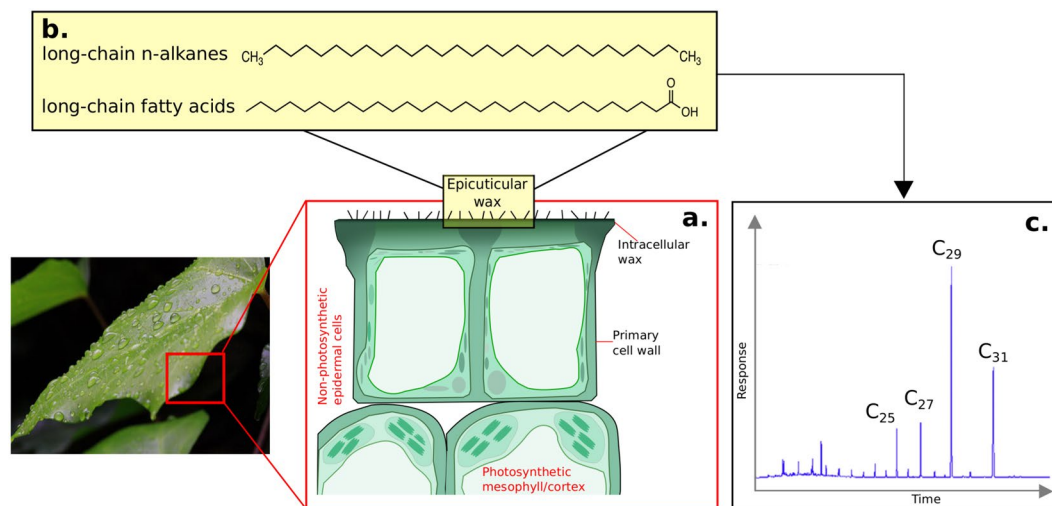 b.
long-chain n-alkanes
CH3
CH3
long-chain fatty acids
O
OH
Epicuticular
wax
a.
Intracellular
wax
Non-photosynthetic
epidermal cells
Primary
cell wall
Photosynthetic
mesophyll/cortex
c.
C29
C31
C27
C25
Response
Time